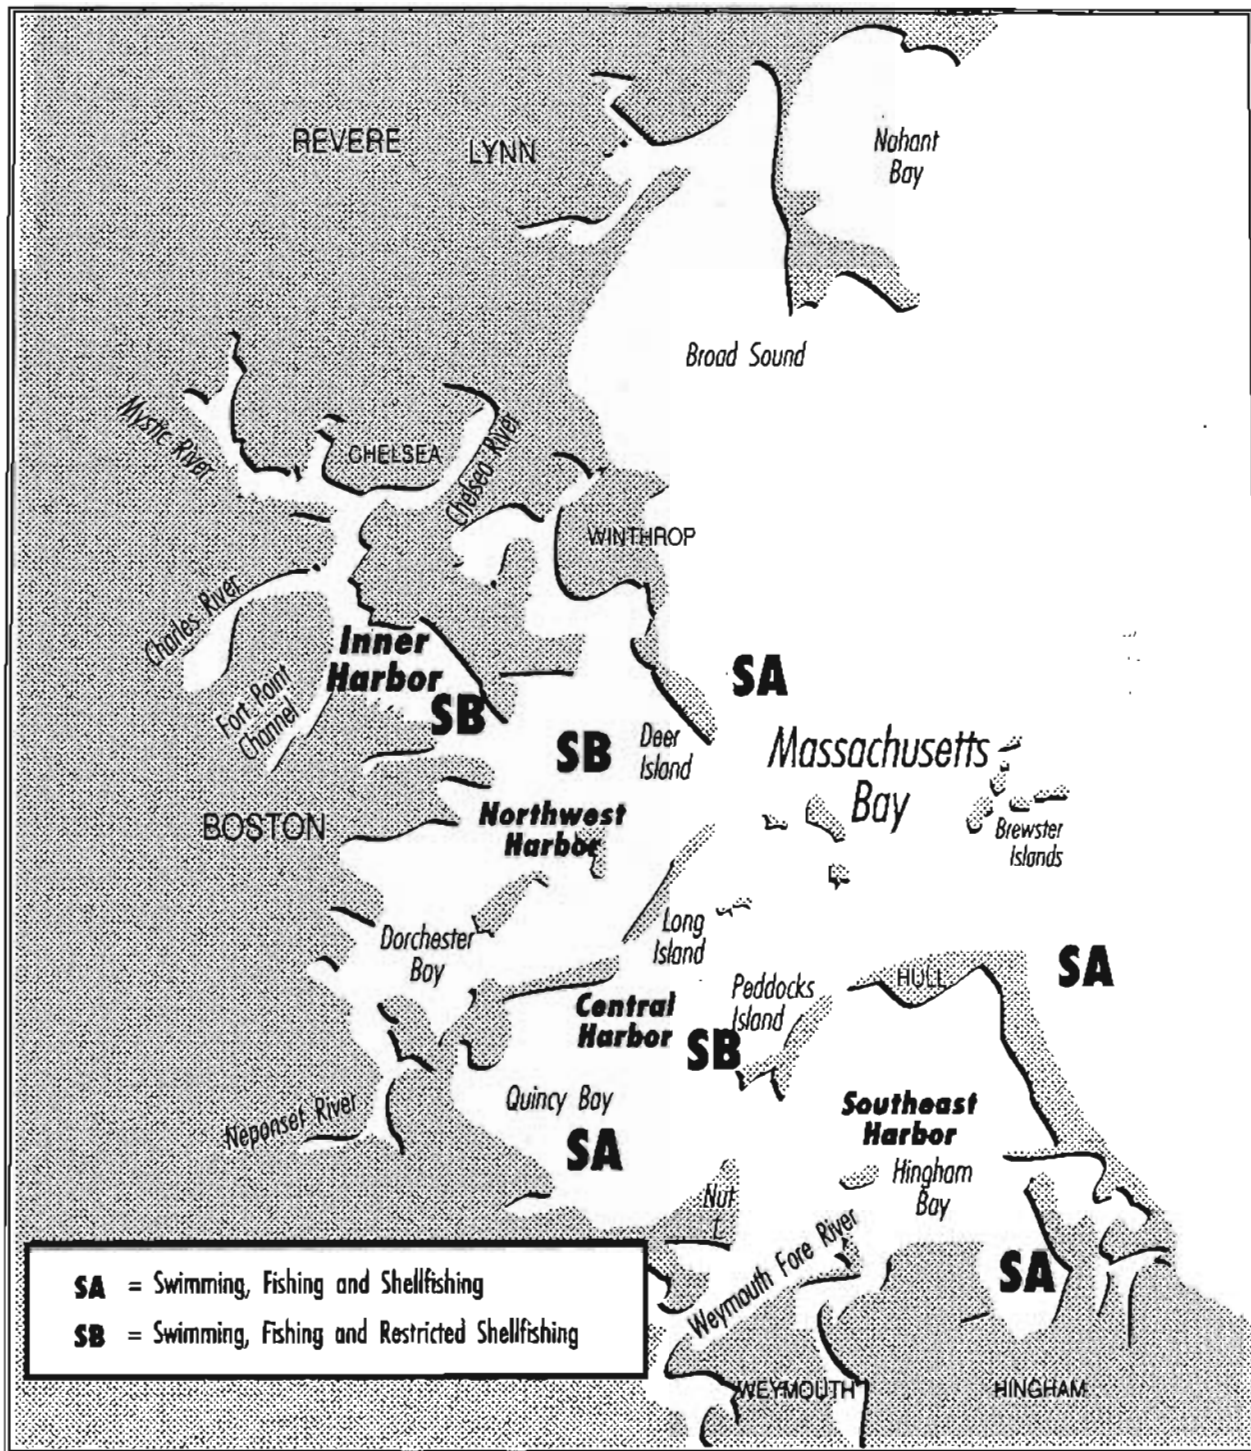 REVERE
LYNN
Nahant
Bay
Broad Sound
Mystic River
CHELSEA
Chelsea River
WINTHROP
Charles River
Inner
Harbor
SB
SA
Fort Point
Channel
SB
Deer
Island
Massachusetts
Bay
BOSTON
Northwest
Harbor
Brewster
Islands
Dorchester
Bay
Long
Island
SA
HULL
Peddocks
Island
Central
Harbor
SB
Neponset River
Quincy Bay
SA
Southeast
Harbor
Hingham
Bay
Nut
I.
Weymouth Fore River
SA
SA = Swimming, Fishing and Shellfishing
SB = Swimming, Fishing and Restricted Shellfishing
WEYMOUTH
HINGHAM